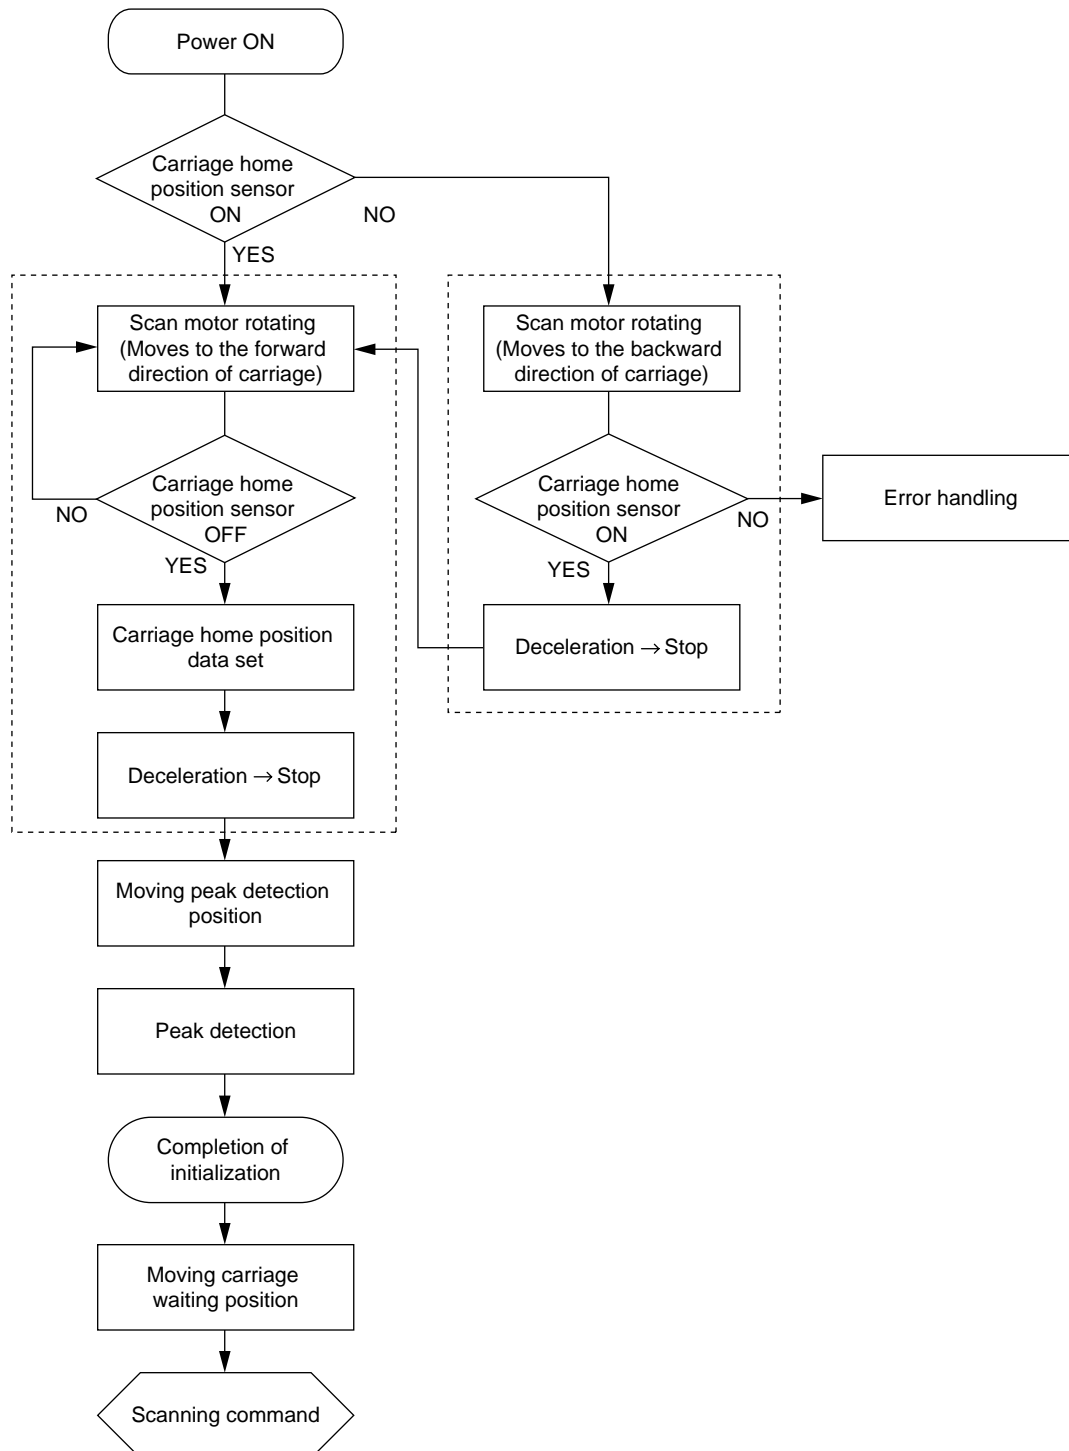 Power ON
Carriage home
position sensor
ON
NO
YES
Scan motor rotating
(Moves to the forward
direction of carriage)
Scan motor rotating
(Moves to the backward
direction of carriage)
Carriage home
position sensor
OFF
NO
YES
Carriage home
position sensor
ON
NO
YES
Error handling
Carriage home position
data set
Deceleration → Stop
Deceleration → Stop
Moving peak detection
position
Peak detection
Completion of
initialization
Moving carriage
waiting position
Scanning command